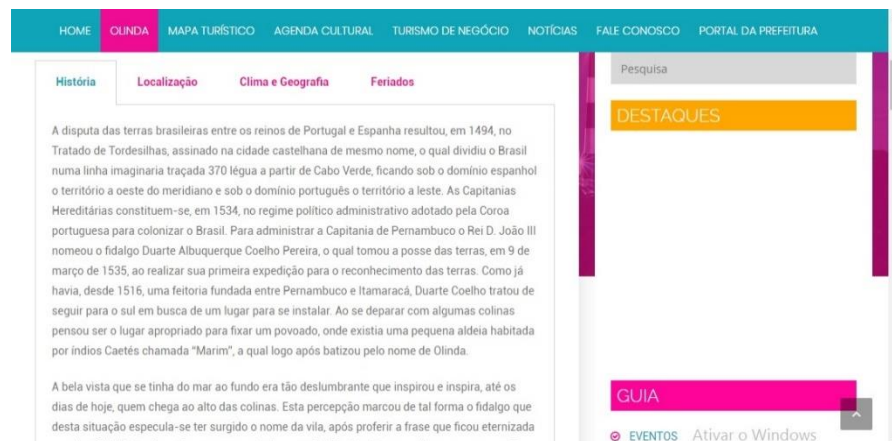 HOME OLINDA MAPA TURÍSTICO AGENDA CULTURAL TURISMO DE NEGÓCIO NOTÍCIAS FALE CONOSCO PORTAL DA PREFEITURA
História Localização Clima e Geografia Feriados
A disputa das terras brasileiras entre os reinos de Portugal e Espanha resultou, em 1494, no
Tratado de Tordesilhas, assinado na cidade castelhana de mesmo nome, o qual dividiu o Brasil
numa linha imaginaria traçada 370 légua a partir de Cabo Verde, ficando sob o domínio espanhol
o território a oeste do meridiano e sob o domínio português o território a leste. As Capitanias
Hereditárias constituem-se, em 1534, no regime político administrativo adotado pela Coroa
portuguesa para colonizar o Brasil. Para administrar a Capitania de Pernambuco o Rei D. João III
nomeou o fidalgo Duarte Albuquerque Coelho Pereira, o qual tomou a posse das terras, em 9 de
março de 1535, ao realizar sua primeira expedição para o reconhecimento das terras. Como já
havia, desde 1516, uma feitoria fundada entre Pernambuco e Itamaracá, Duarte Coelho tratou de
seguir para o sul em busca de um lugar para se instalar. Ao se deparar com algumas colinas
pensou ser o lugar apropriado para fixar um povoado, onde existia uma pequena aldeia habitada
por índios Caetés chamada “Marim”, a qual logo após batizou pelo nome de Olinda.
A bela vista que se tinha do mar ao fundo era tão deslumbrante que inspirou e inspira, até os
dias de hoje, quem chega ao alto das colinas. Esta percepção marcou de tal forma o fidalgo que
desta situação especula-se ter surgido o nome da vila, após proferir a frase que ficou eternizada
Pesquisa
DESTAQUES
GUIA
EVENTOS
Ativar o Windows